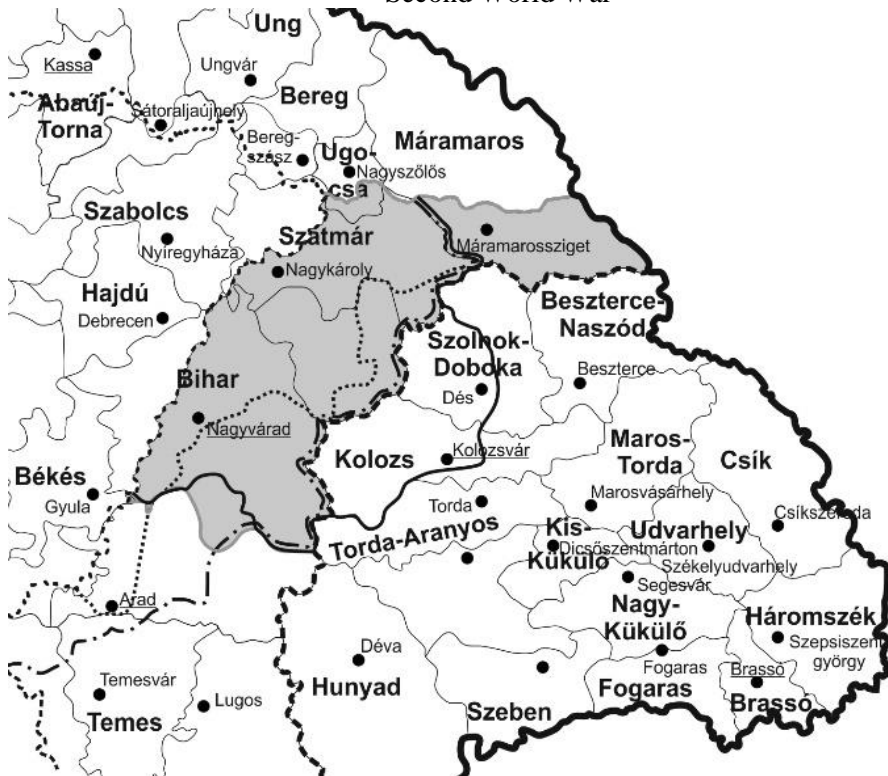 Second World War
Ung
Kassa
Ungvár
Bereg
Abaúj-
Torna
Sátoraljaújhely
Máramaros
Bereg-
szász
Ugo-
csa
Nagyszőlős
Szabolcs
Szatmár
Nyíregyháza
Máramarossziget
Nagykároly
Hajdú
Debrecen
Beszterce-
Naszód
Szolnok-
Doboka
Bihar
Dés
Beszterce
Nagyvárad
Kolozs
Kolozsvár
Maros-
Torda
Csík
Békés
Gyula
Torda
Marosvásárhely
Csíkszereda
Torda-Aranyos
Kis-
Küküllő
Dicsőszentmárton
Udvarhely
Székelyudvarhely
Segesvár
Arad
Nagy-
Küküllő
Háromszék
Szepsiszent
györgy
Déva
Fogaras
Brassó
Temesvár
Hunyad
Lugos
Temes
Szeben
Fogaras
Brassó